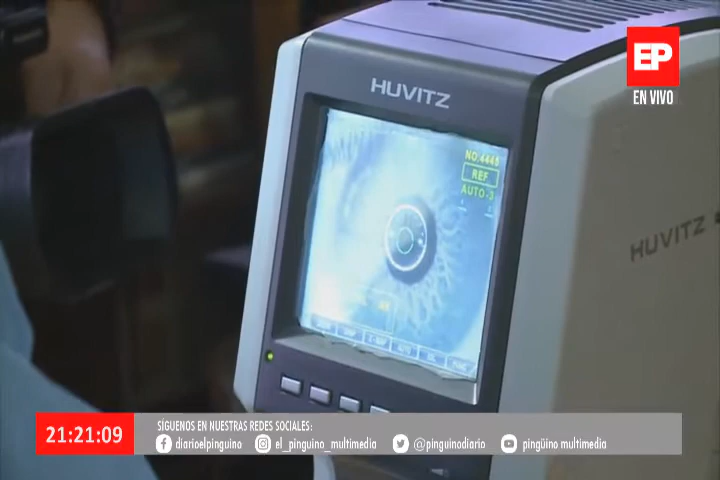 HUVITZ
EP
EN VIVO
NO.4445
REF
AUTO-3
HUVITZ
21:21:09
SÍGUENOS EN NUESTRAS REDES SOCIALES:
diarioelpinguino el_pinguino_multimedia @pinguinodiario pingüino multimedia